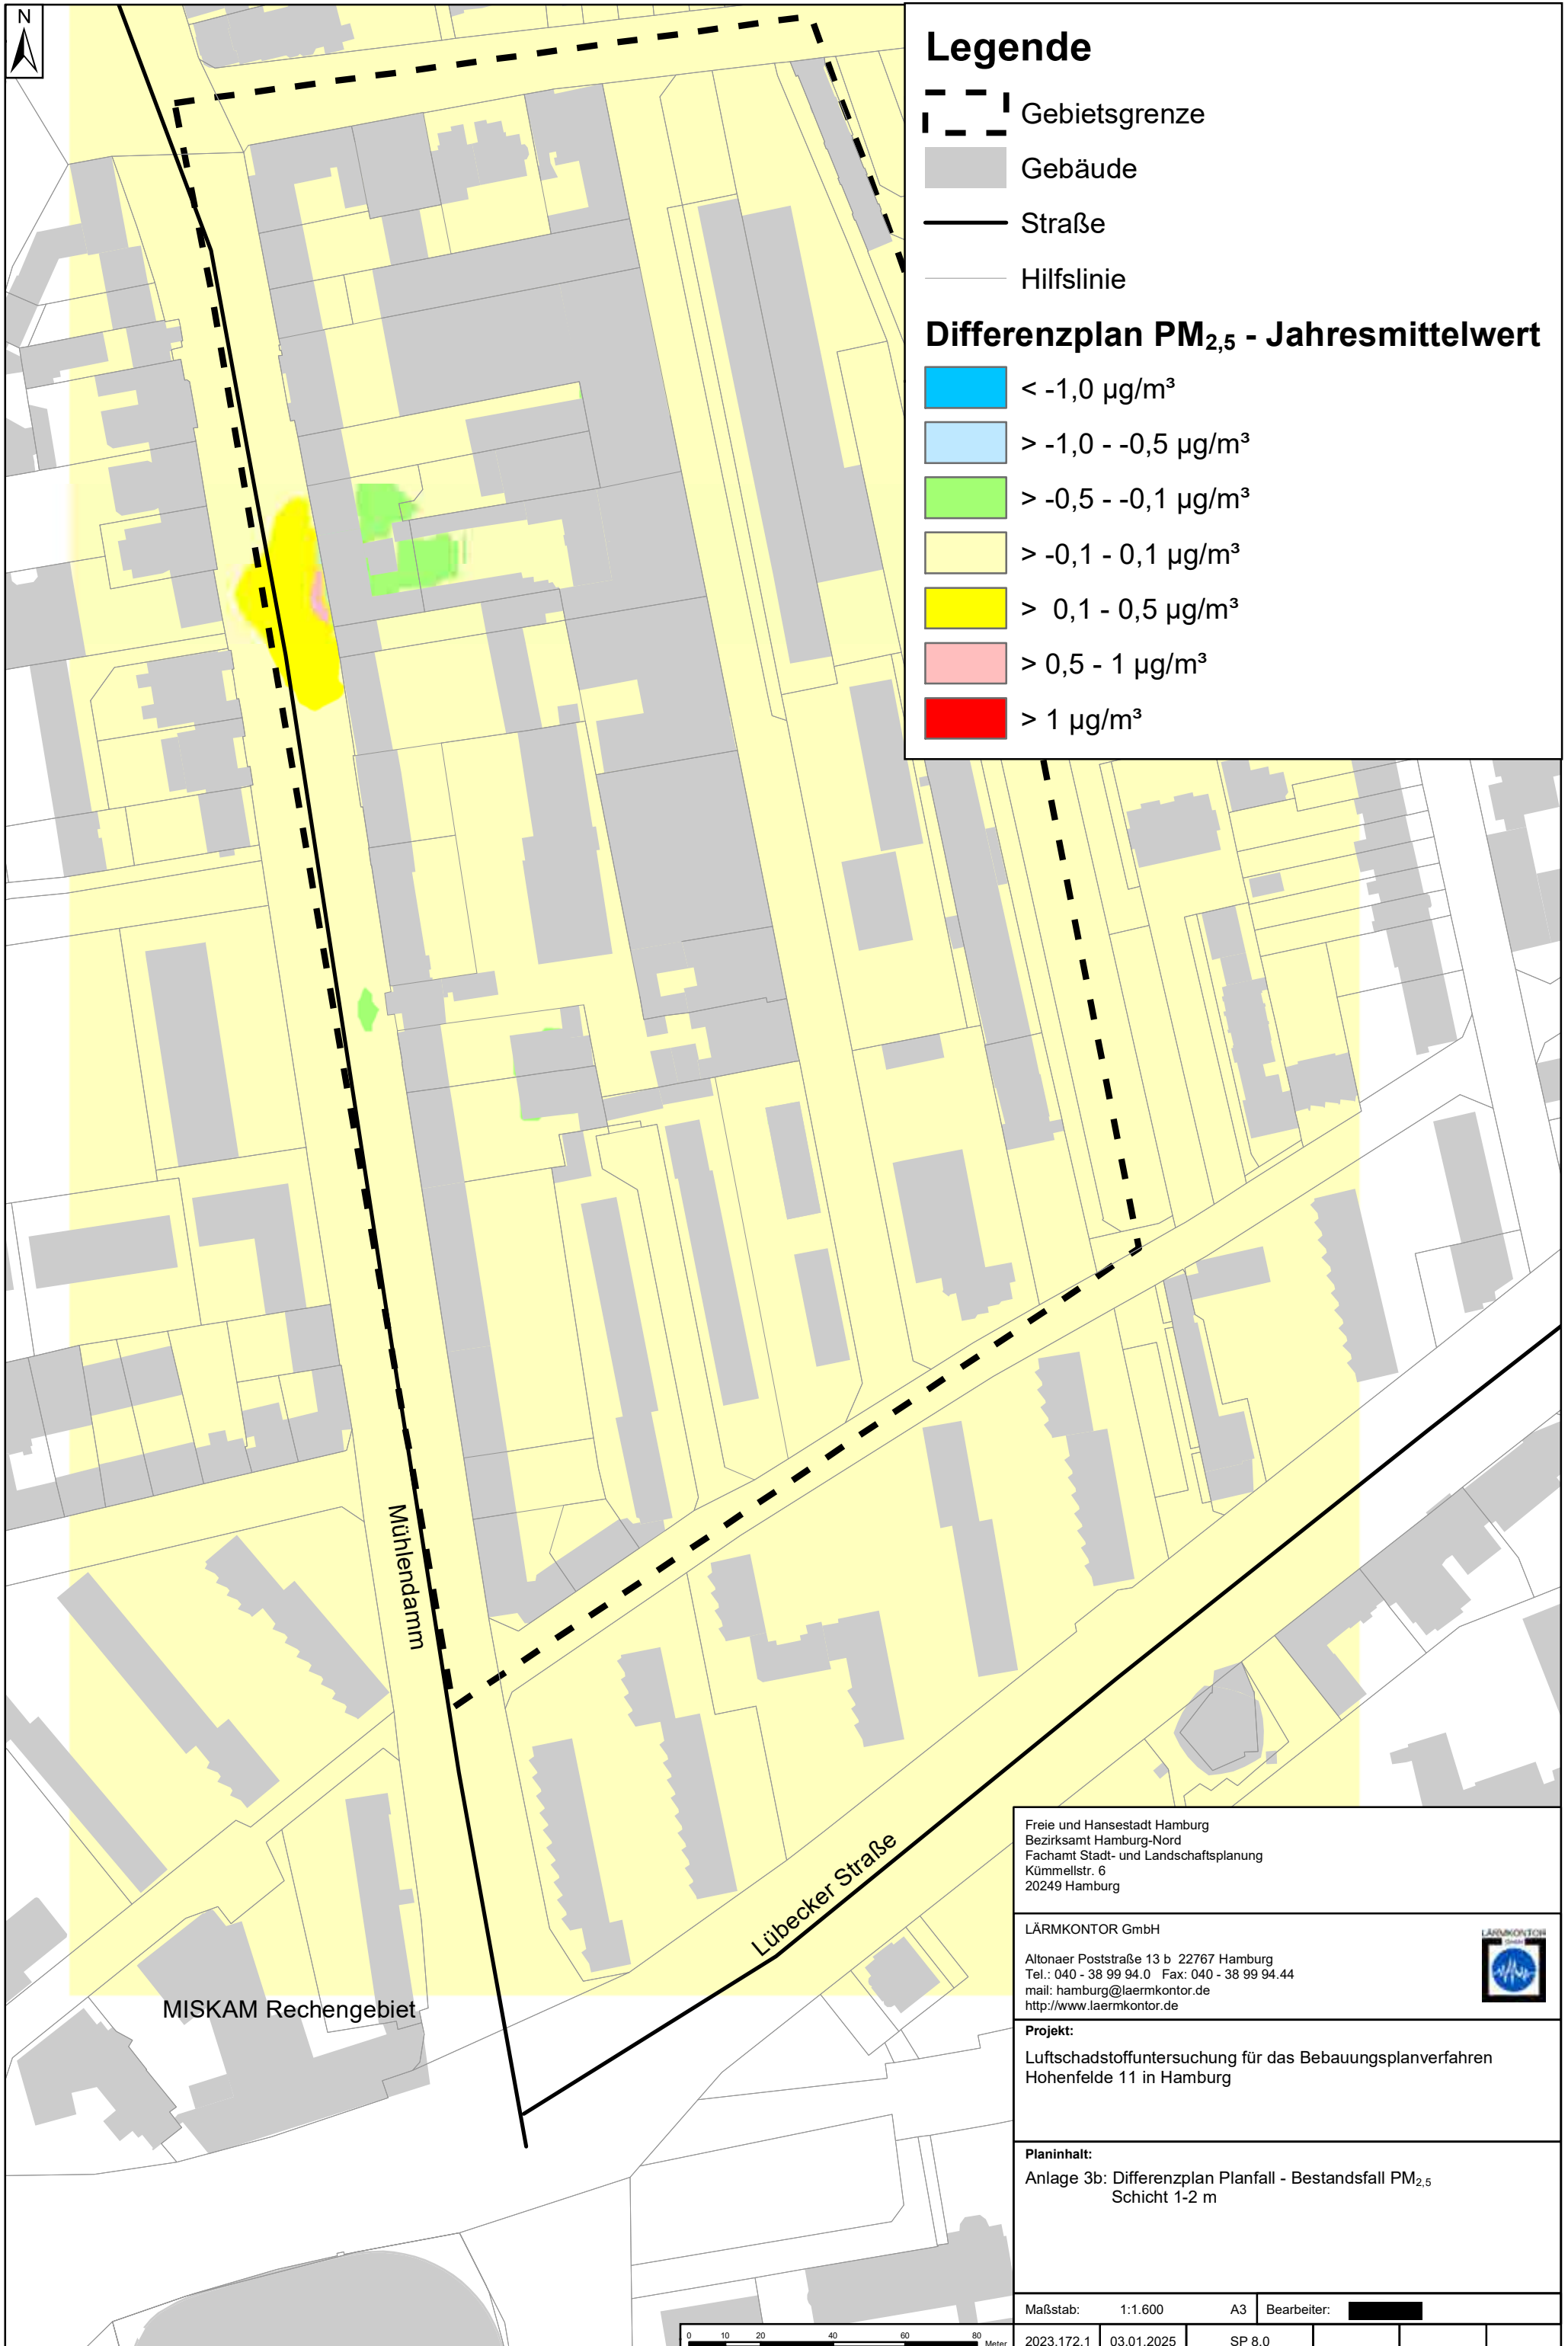 N
Legende
Gebietsgrenze
Gebäude
Straße
Hilfslinie
Differenzplan PM2,5 - Jahresmittelwert
< -1,0 µg/m³
> -1,0 - -0,5 µg/m³
> -0,5 - -0,1 µg/m³
> -0,1 - 0,1 µg/m³
> 0,1 - 0,5 µg/m³
> 0,5 - 1 µg/m³
> 1 µg/m³
Mühlendamm
Lübecker Straße
MISKAM Rechengebiet
Freie und Hansestadt Hamburg
Bezirksamt Hamburg-Nord
Fachamt Stadt- und Landschaftsplanung
Kümmellstr. 6
20249 Hamburg
LÄRMKONTOR GmbH
Altonaer Poststraße 13 b 22767 Hamburg
Tel.: 040 - 38 99 94.0 Fax: 040 - 38 99 94.44
mail: hamburg@laermkontor.de
http://www.laermkontor.de
LÄRMKONTOR
GmbH
Projekt:
Luftschadstoffuntersuchung für das Bebauungsplanverfahren
Hohenfelde 11 in Hamburg
Planinhalt:
Anlage 3b: Differenzplan Planfall - Bestandsfall PM2,5
Schicht 1-2 m
Maßstab: 1:1.600 A3 Bearbeiter:
0 10 20 40 60 80
Meter
2023.172.1 03.01.2025 SP 8.0